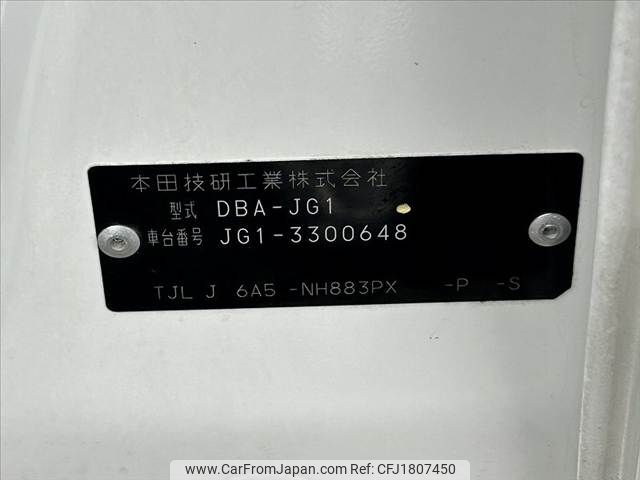 本田技研工業株式会社
型式 DBA-JG1
車台番号 JG1-3300648
TJL J 6A5 -NH883PX -P -S
www.CarFromJapan.com - CFJ1807450